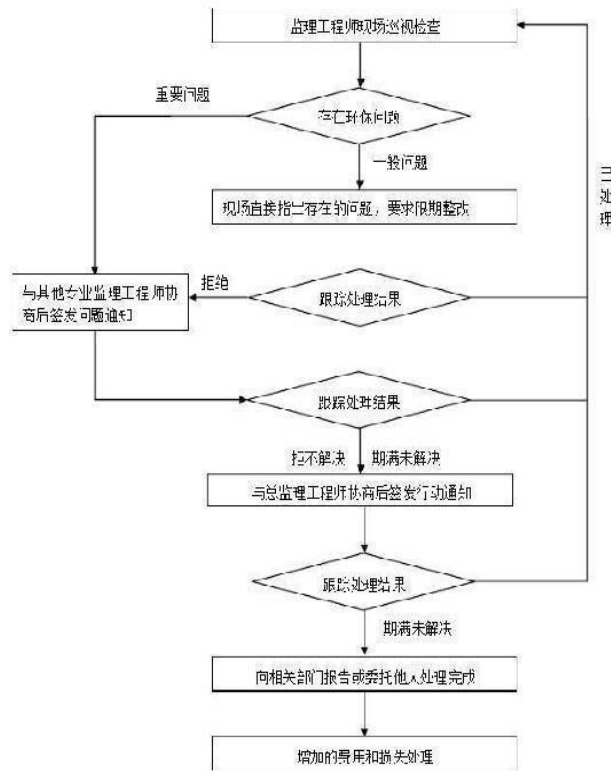 监理工程师现场巡视检查
重要问题
存在环保问题
一般问题
现场直接指出存在的问题，要求限期整改
已
处
理
拒绝
与其他专业监理工程师协
商后签发问题通知
跟踪处理结果
跟踪处理结果
拒不解决
期满未解决
与总监理工程师协商后签发行动通知
跟踪处理结果
期满未解决
向相关部门报告或委托他人处理完成
增加的费用和损失处理